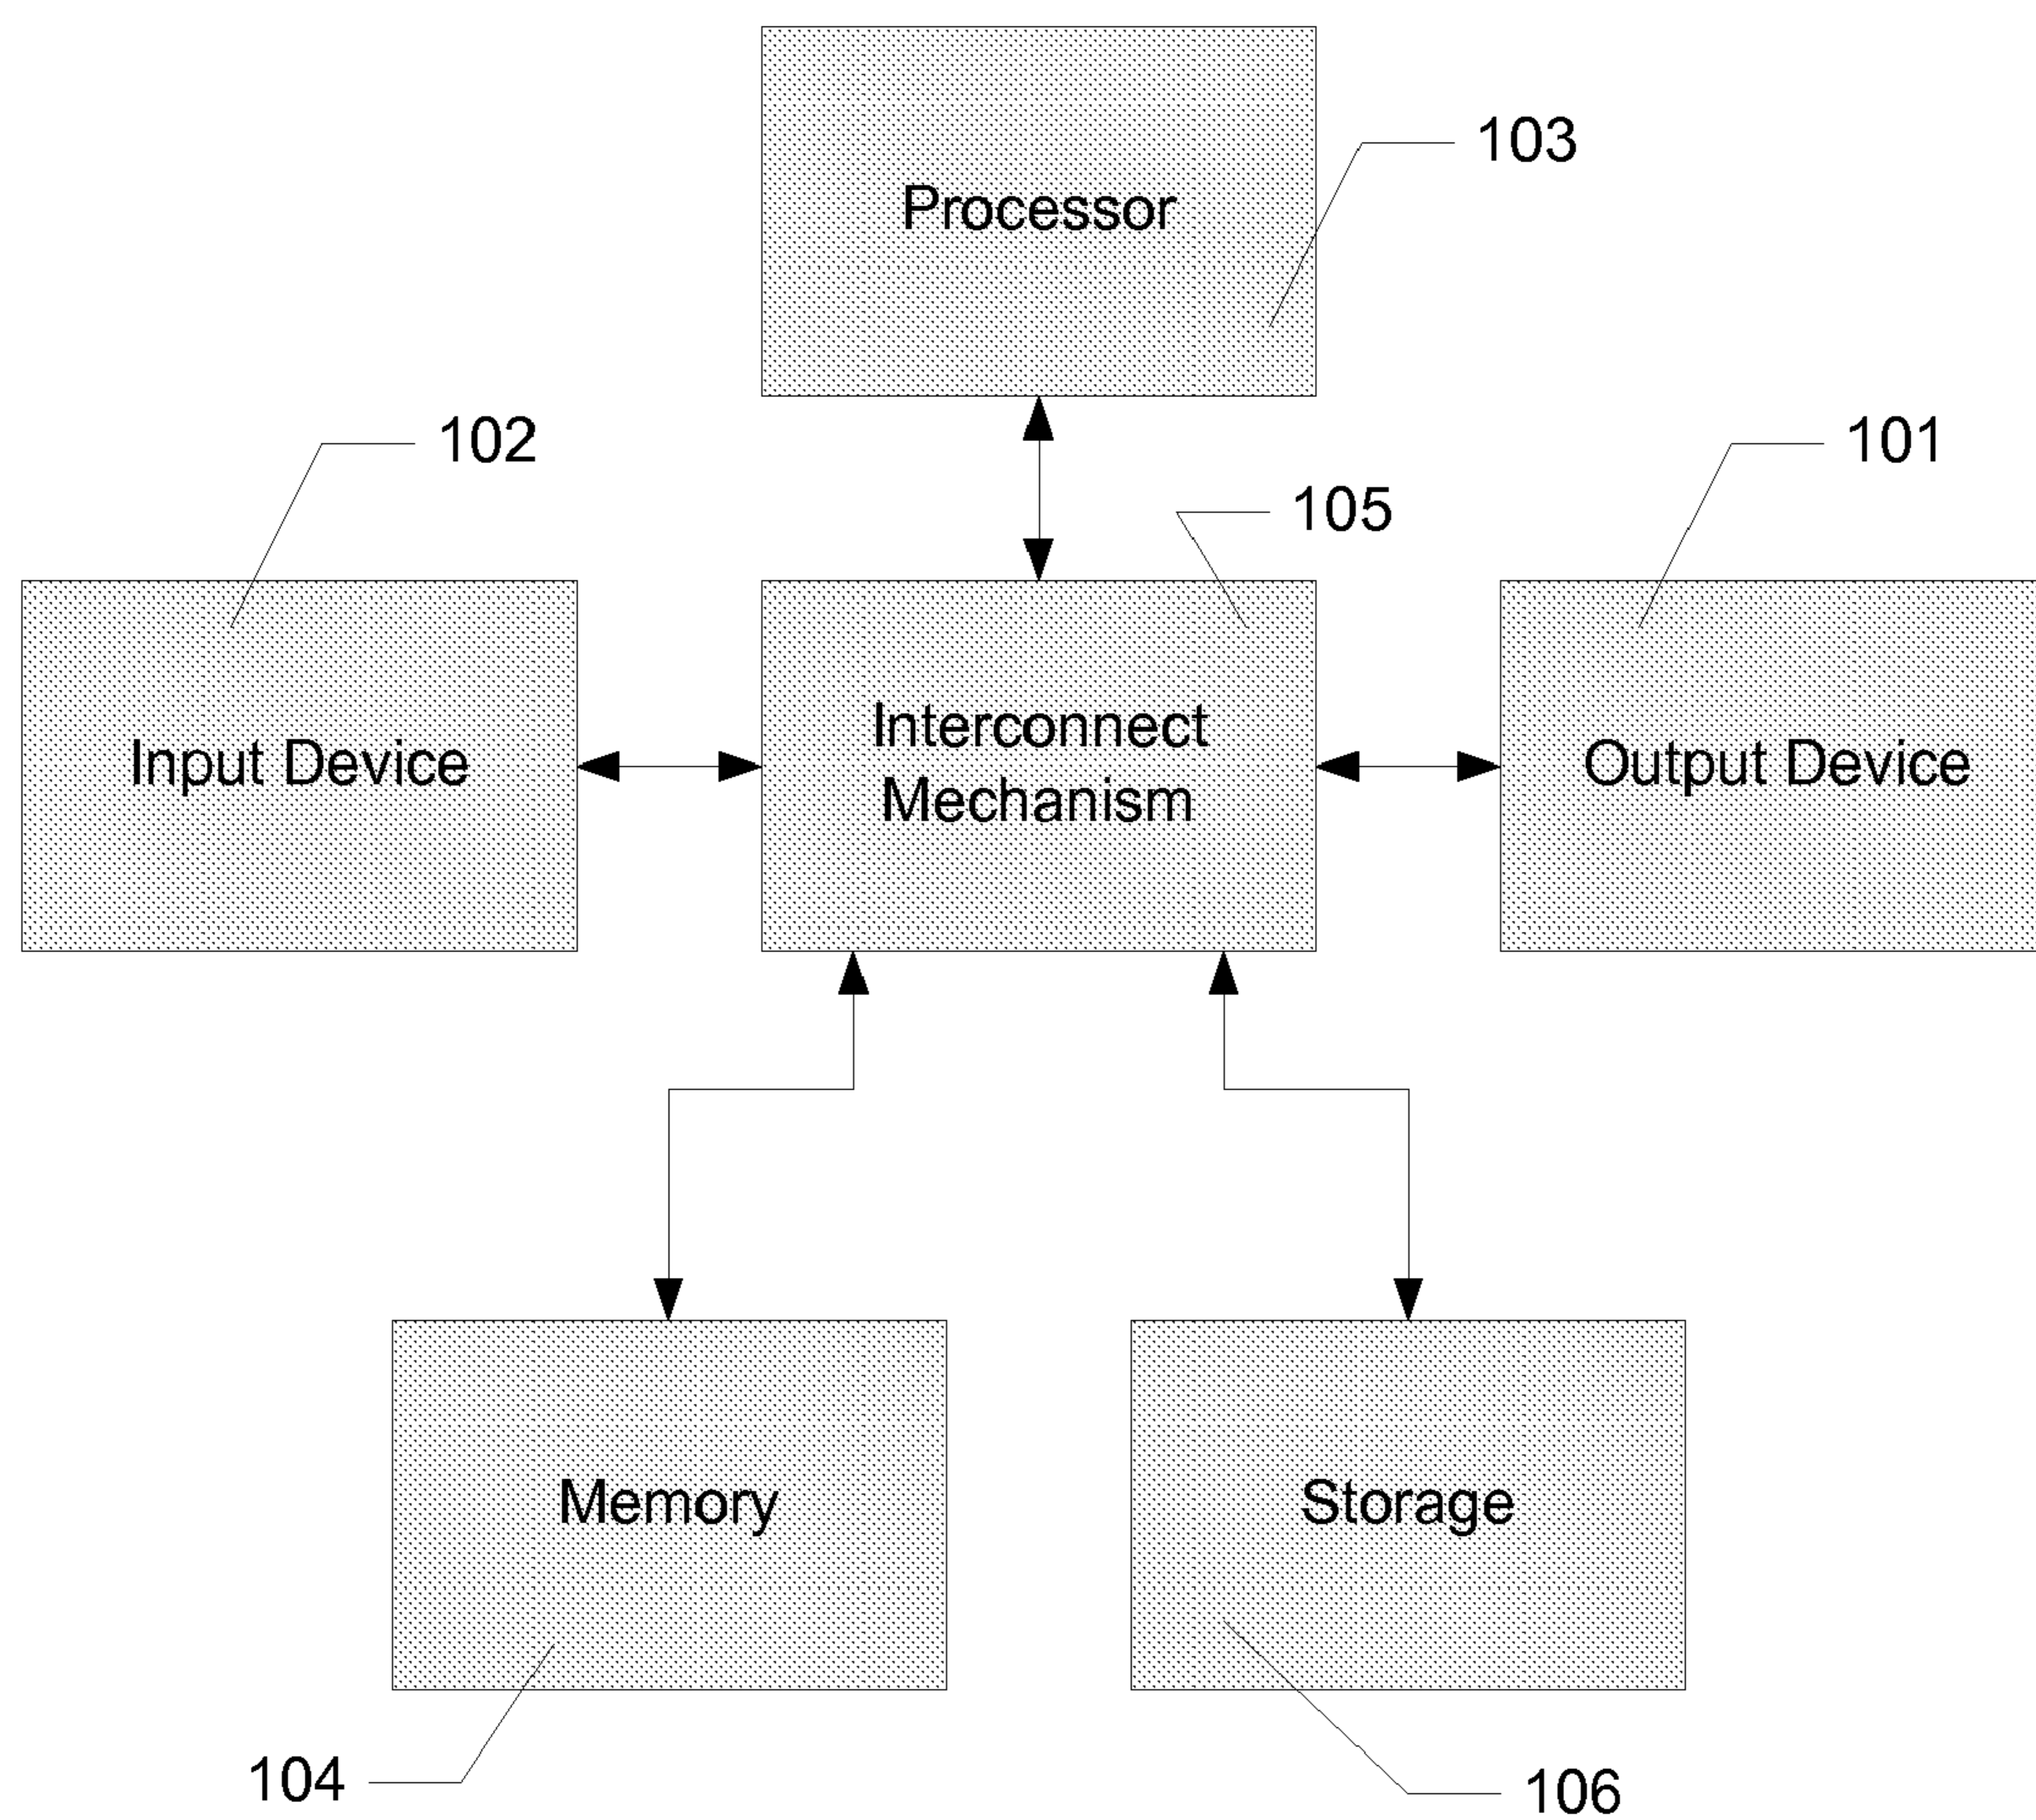 103
Processor
102
101
105
Input Device
Interconnect
Mechanism
Output Device
Memory
Storage
104
106